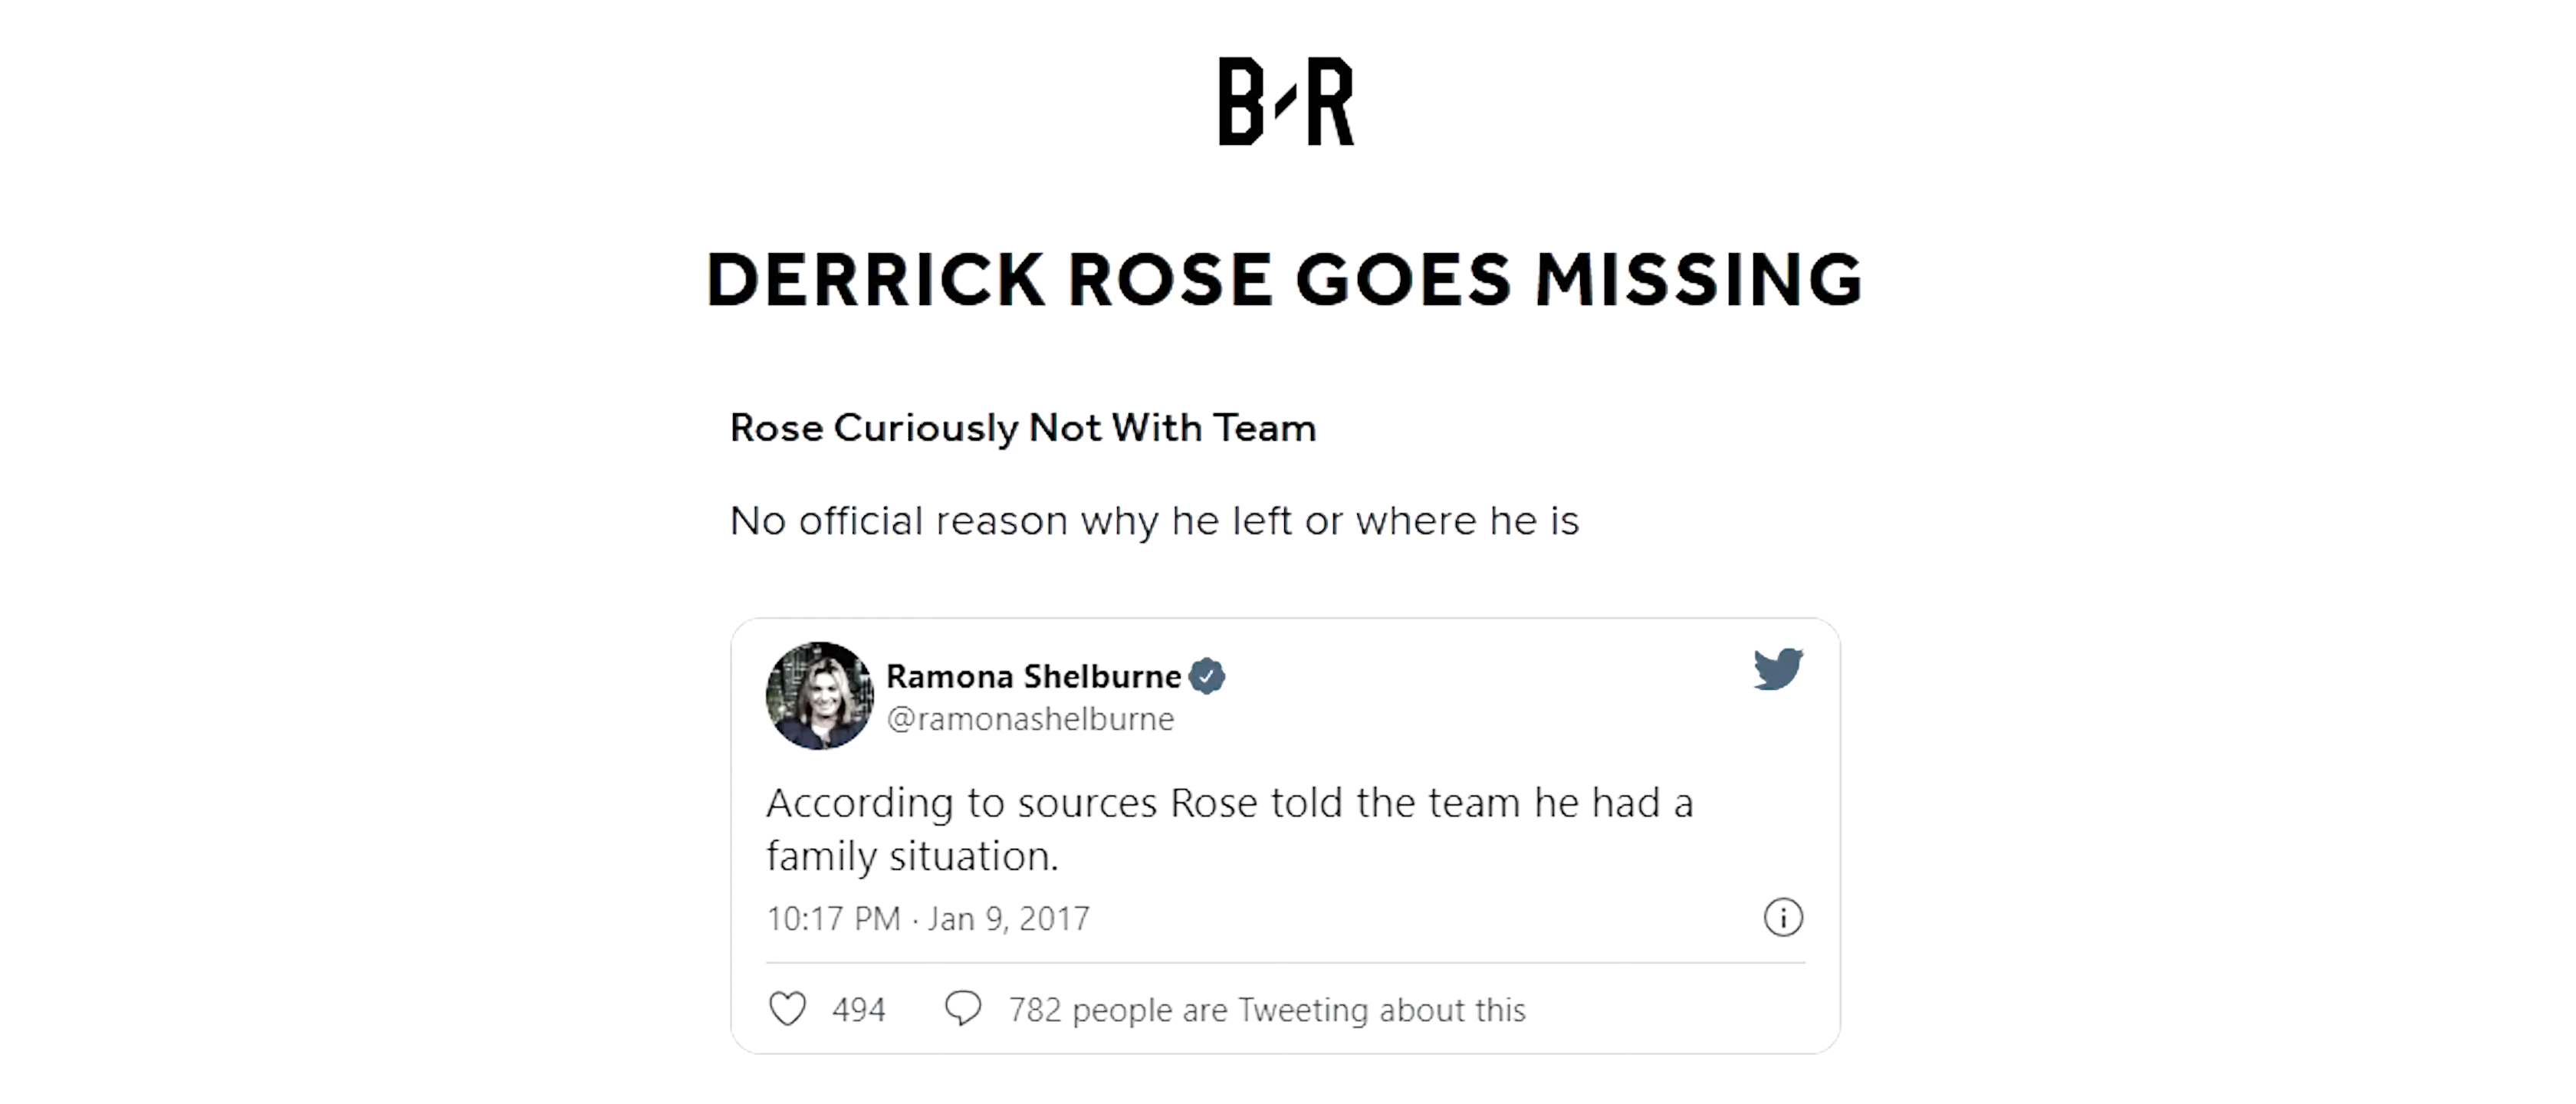 B/R
DERRICK ROSE GOES MISSING
Rose Curiously Not With Team
No official reason why he left or where he is
Ramona Shelburne
@ramonashelburne
According to sources Rose told the team he had a
family situation.
10:17 PM · Jan 9, 2017
494 782 people are Tweeting about this